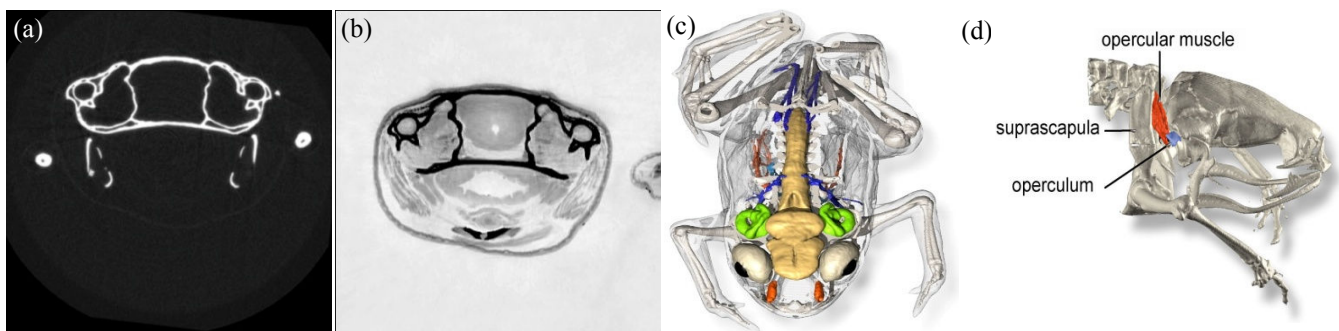 (a)
(b)
(c)
(d)
opercular muscle
suprascapula
operculum